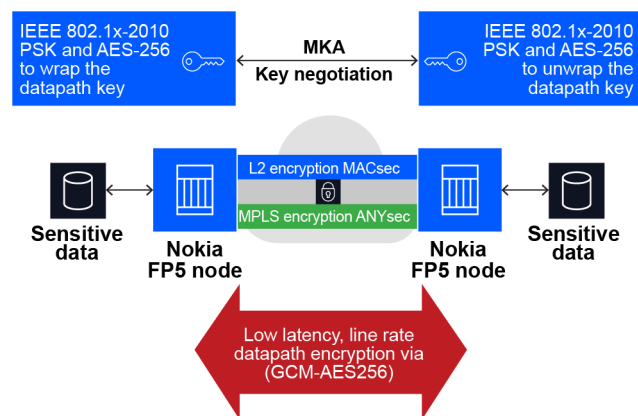 IEEE 802.1x-2010
PSK and AES-256
to wrap the
datapath key
MKA
Key negotiation
IEEE 802.1x-2010
PSK and AES-256
to unwrap the
datapath key
L2 encryption MACsec
MPLS encryption ANYsec
Sensitive
data
Nokia
FP5 node
Nokia
FP5 node
Sensitive
data
Low latency, line rate
datapath encryption via
(GCM-AES256)